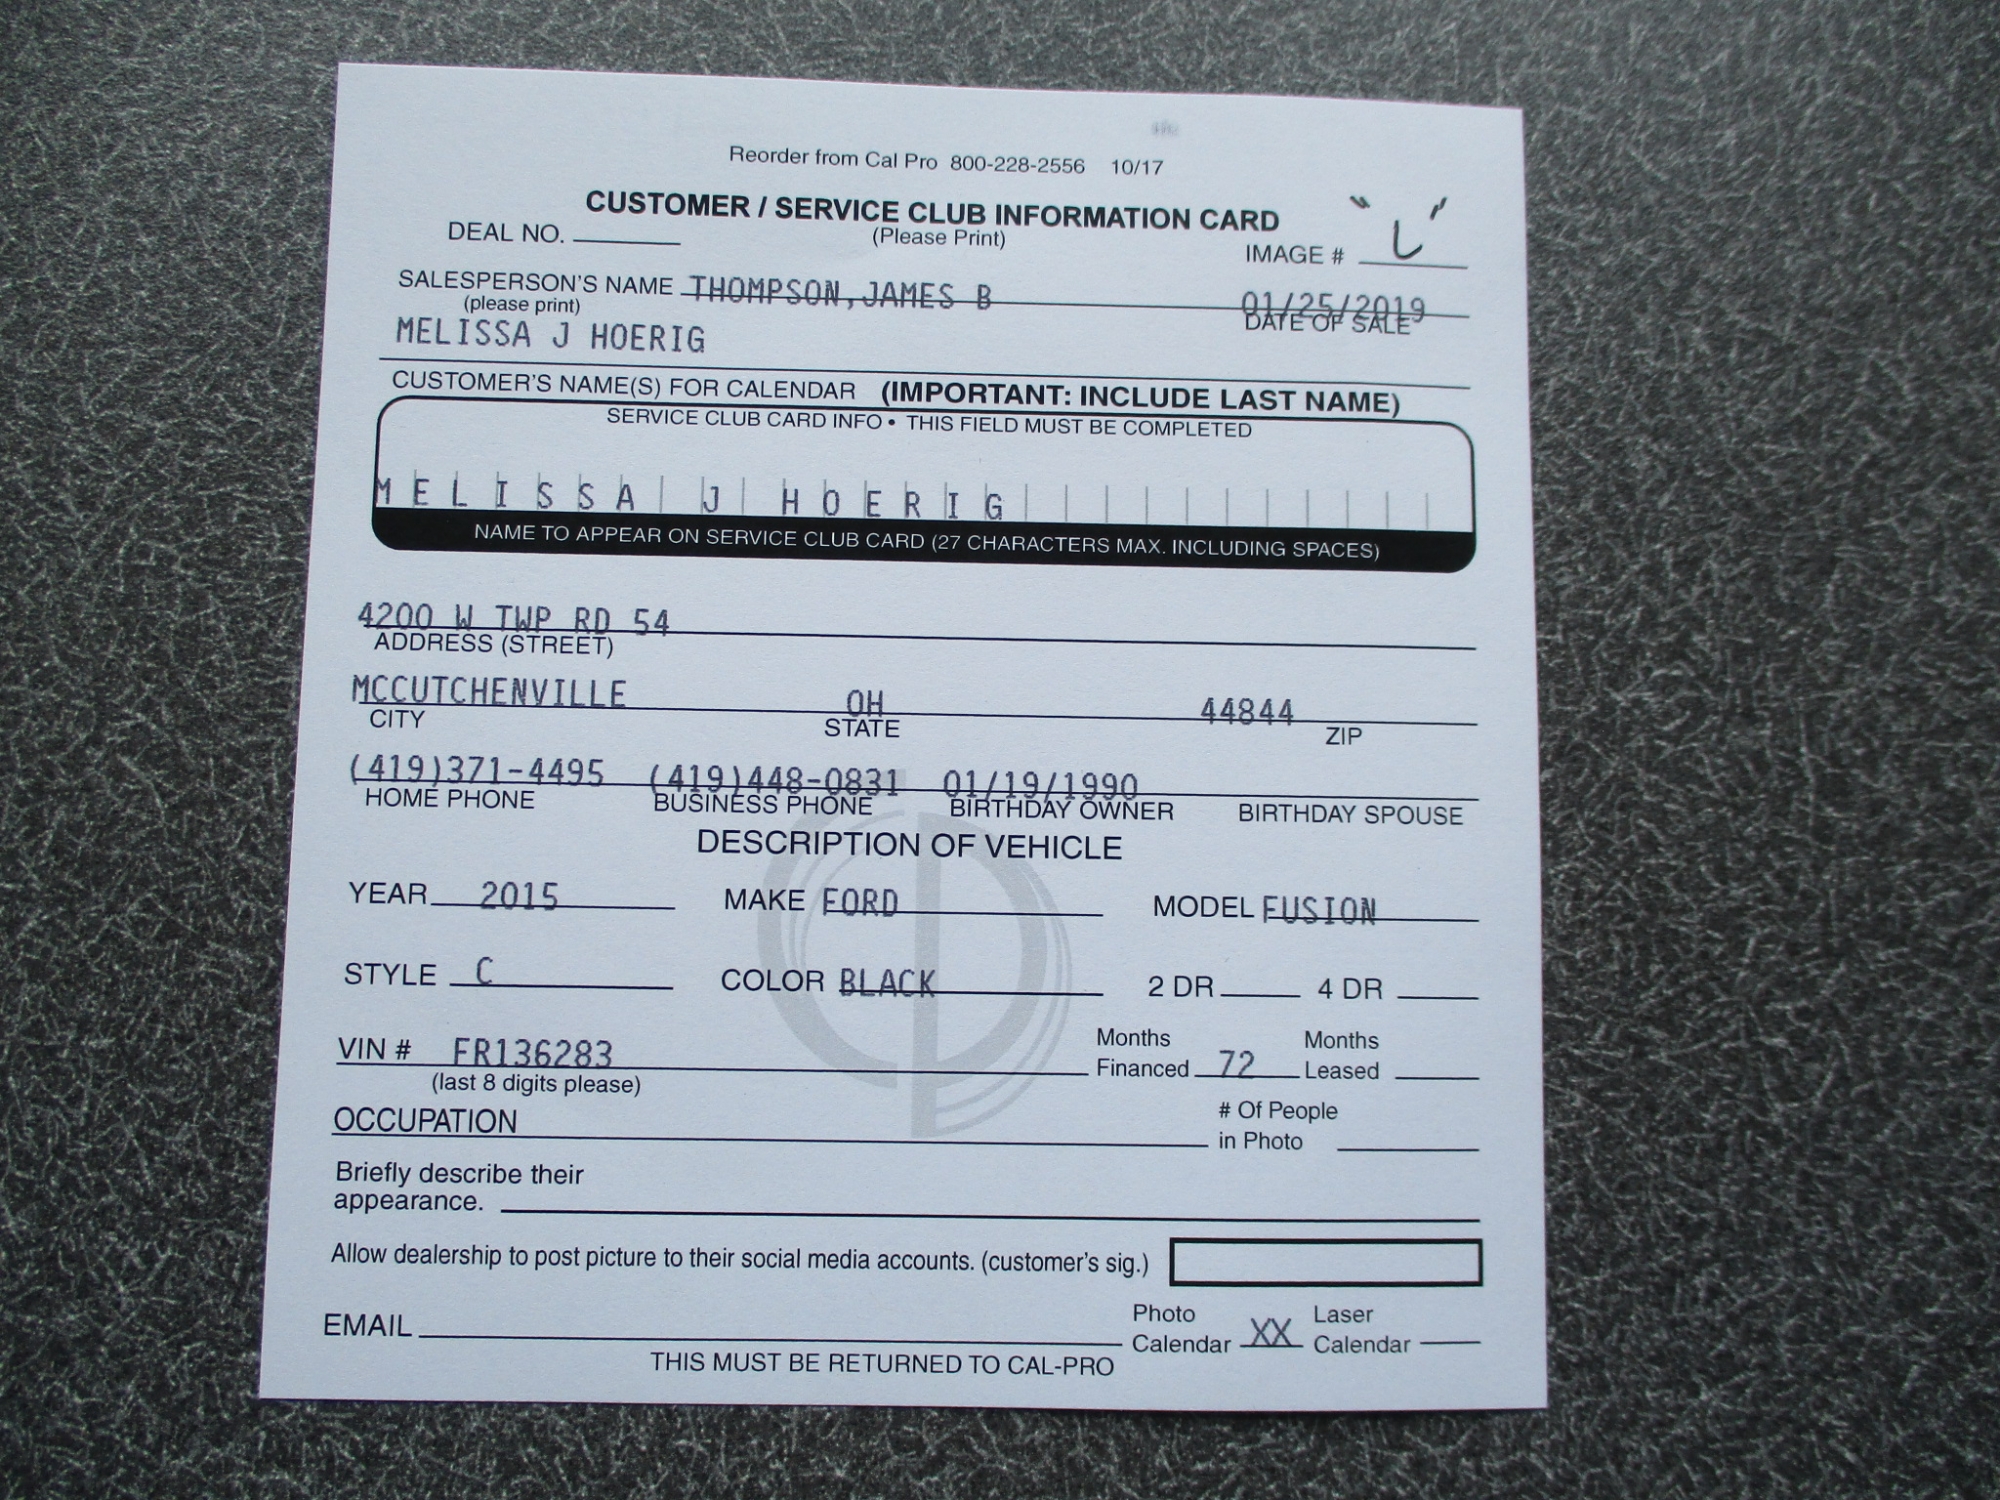 Reorder from Cal Pro 800-228-2556 10/17
CUSTOMER / SERVICE CLUB INFORMATION CARD
DEAL NO. (Please Print) IMAGE # "L"
SALESPERSON'S NAME THOMPSON,JAMES B 01/25/2019
(please print) DATE OF SALE
MELISSA J HOERIG
CUSTOMER'S NAME(S) FOR CALENDAR (IMPORTANT: INCLUDE LAST NAME)
SERVICE CLUB CARD INFO • THIS FIELD MUST BE COMPLETED
MELISSA J HOERIG
NAME TO APPEAR ON SERVICE CLUB CARD (27 CHARACTERS MAX. INCLUDING SPACES)
4200 W TWP RD 54
ADDRESS (STREET)
MCCUTCHENVILLE OH 44844
CITY STATE ZIP
(419)371-4495 (419)448-0831 01/19/1990
HOME PHONE BUSINESS PHONE BIRTHDAY OWNER BIRTHDAY SPOUSE
DESCRIPTION OF VEHICLE
YEAR 2015 MAKE FORD MODEL FUSION
STYLE C COLOR BLACK 2 DR 4 DR
VIN # FR136283 Months Financed 72 Months Leased
(last 8 digits please)
OCCUPATION # Of People in Photo
Briefly describe their
appearance.
Allow dealership to post picture to their social media accounts. (customer's sig.)
EMAIL Photo Calendar XX Laser Calendar
THIS MUST BE RETURNED TO CAL-PRO